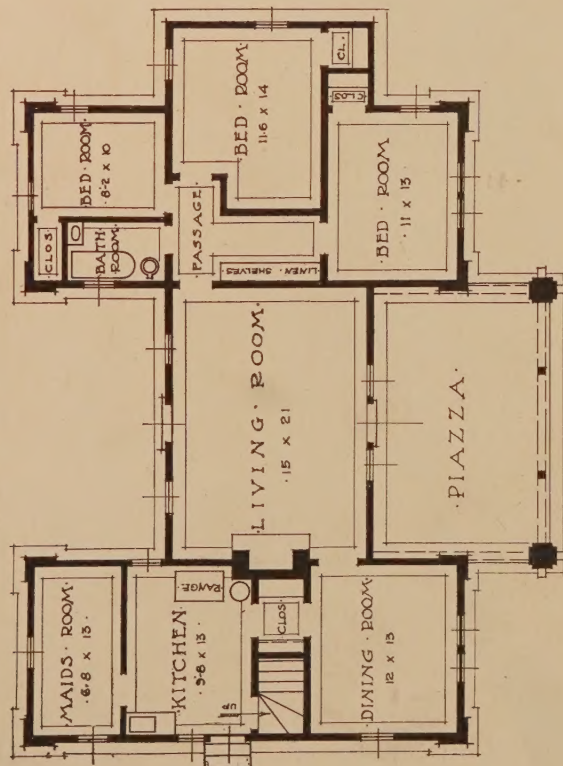 ·BED·ROOM·
11·6 x 14
CL.
CLO
·BED·ROOM·
8·2 x 10
BED·ROOM
·11 x 13·
CLOS
·BATH·
ROOM·
·PASSAGE·
LINEN·SHELVES
·LIVING·ROOM·
·15 x 21
·PIAZZA·
·MAIDS·ROOM·
·6·8 x 13·
·KITCHEN·
·9·8 x 13·
RANGE
CLOS·
·DINING·ROOM·
12 x 13